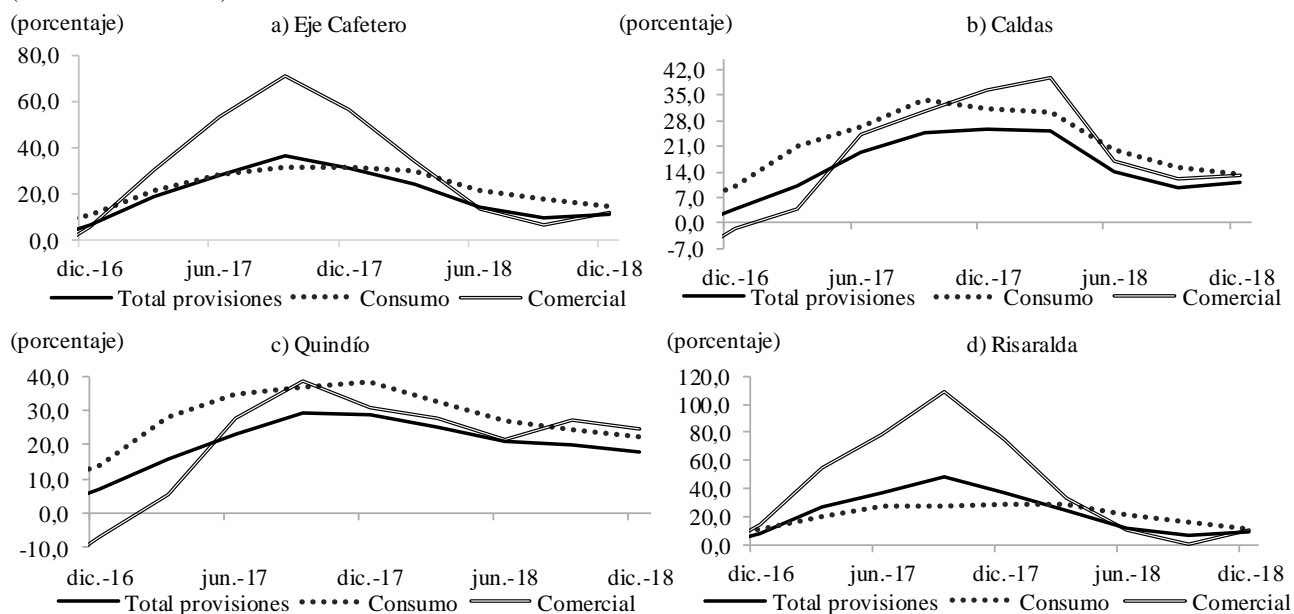 (porcentaje) a) Eje Cafetero
80,0
60,0
40,0
20,0
0,0
dic.-16 jun.-17 dic.-17 jun.-18 dic.-18
Total provisiones Consumo Comercial
(porcentaje) b) Caldas
42,0
35,0
28,0
21,0
14,0
7,0
0,0
-7,0
dic.-16 jun.-17 dic.-17 jun.-18 dic.-18
Total provisiones Consumo Comercial
(porcentaje) c) Quindío
40,0
30,0
20,0
10,0
0,0
-10,0
dic.-16 jun.-17 dic.-17 jun.-18 dic.-18
Total provisiones Consumo Comercial
(porcentaje) d) Risaralda
120,0
100,0
80,0
60,0
40,0
20,0
0,0
dic.-16 jun.-17 dic.-17 jun.-18 dic.-18
Total provisiones Consumo Comercial